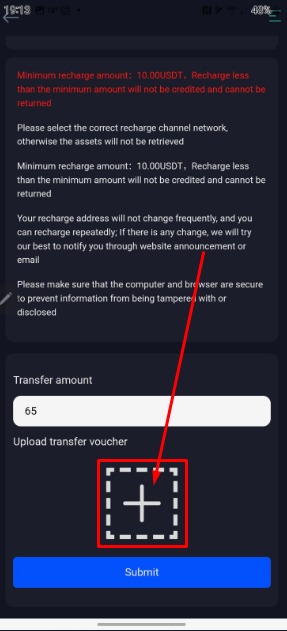 19:13
48%
Minimum recharge amount: 10.00USDT, Recharge less
than the minimum amount will not be credited and cannot be
returned
Please select the correct recharge channel network,
otherwise the assets will not be retrieved
Minimum recharge amount: 10.00USDT, Recharge less
than the minimum amount will not be credited and cannot be
returned
Your recharge address will not change frequently, and you
can recharge repeatedly; If there is any change, we will try
our best to notify you through website announcement or
email
Please make sure that the computer and browser are secure
to prevent information from being tampered with or
disclosed
Transfer amount
65
Upload transfer voucher
Submit